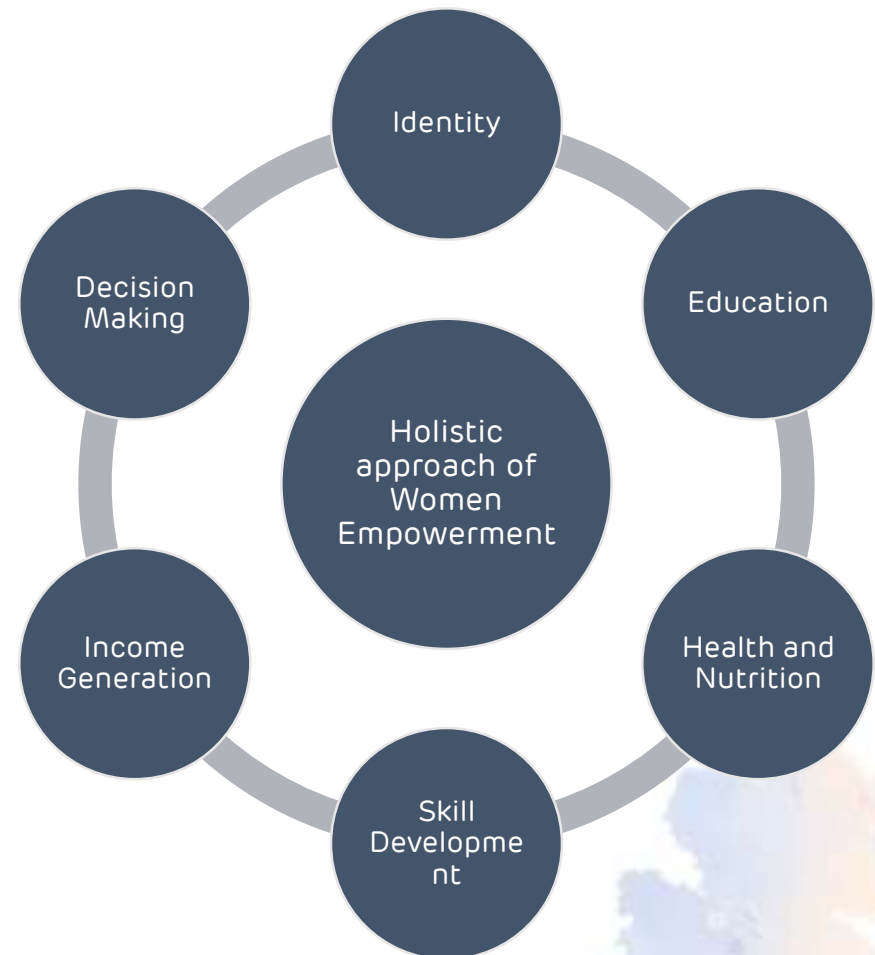 Identity
Education
Health and
Nutrition
Skill
Developme
nt
Income
Generation
Decision
Making
Holistic
approach of
Women
Empowerment